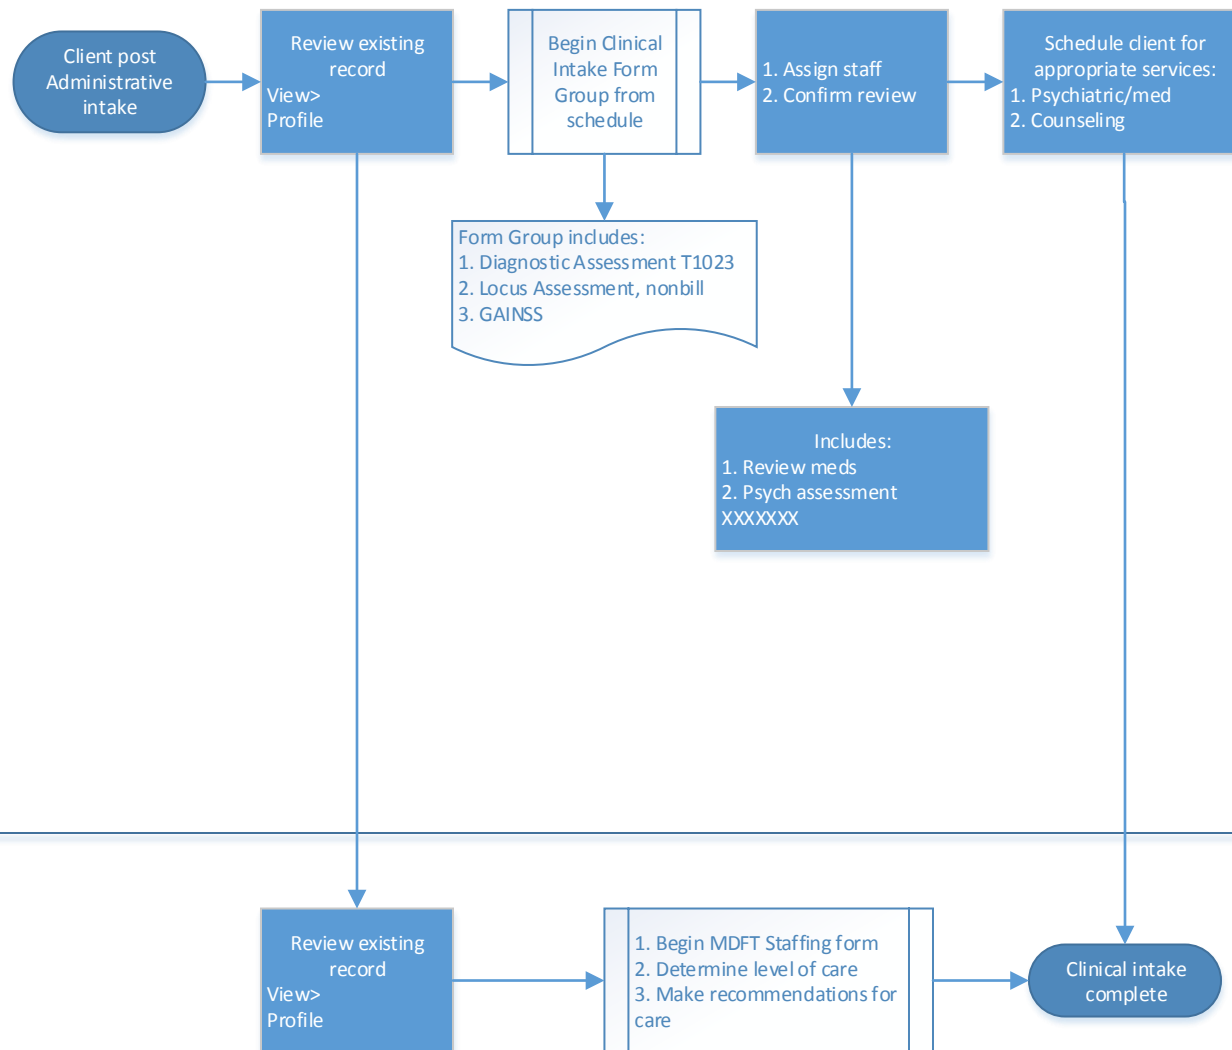 Client post
Administrative
intake
Review existing
record
View>
Profile
Begin Clinical
Intake Form
Group from
schedule
1. Assign staff
2. Confirm review
Schedule client for
appropriate services:
1. Psychiatric/med
2. Counseling
Form Group includes:
1. Diagnostic Assessment T1023
2. Locus Assessment, nonbill
3. GAINSS
Includes:
1. Review meds
2. Psych assessment
XXXXXXX
Review existing
record
View>
Profile
1. Begin MDFT Staffing form
2. Determine level of care
3. Make recommendations for
care
Clinical intake
complete